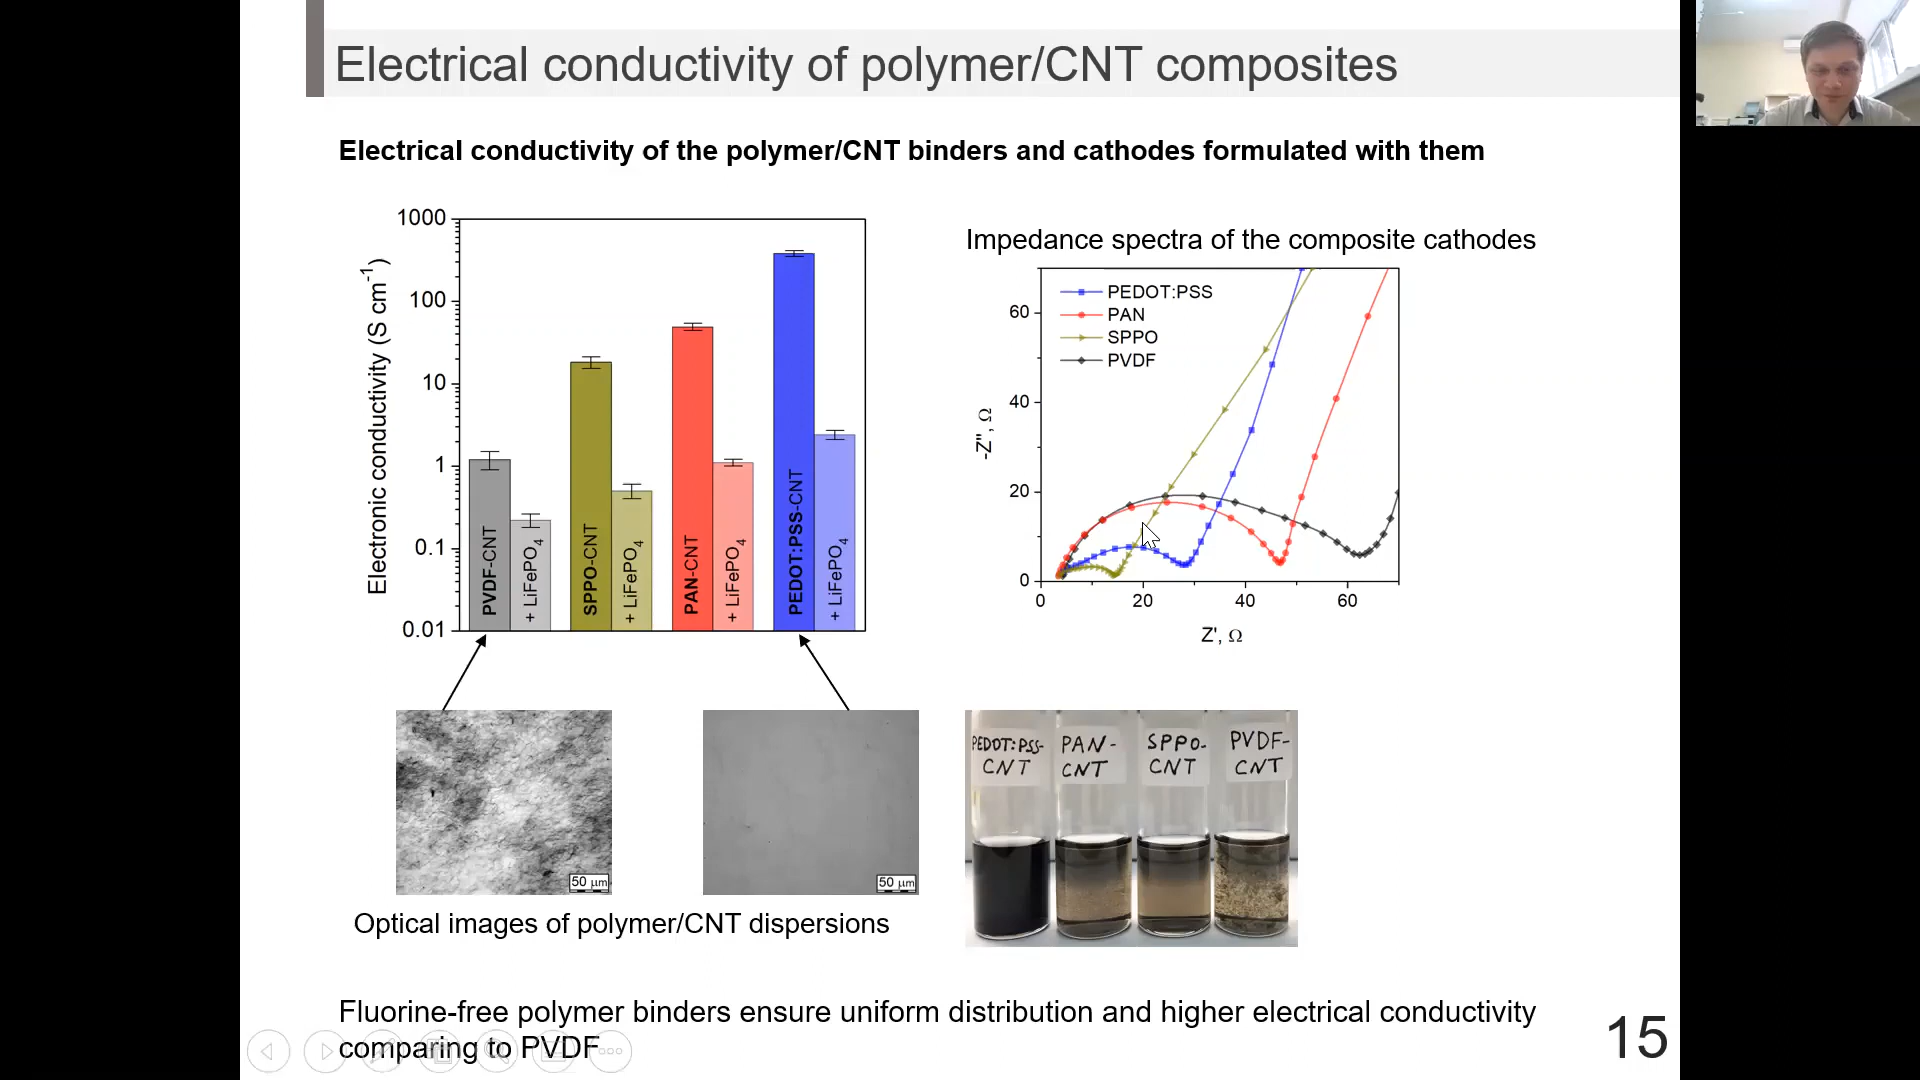 Electrical conductivity of polymer/CNT composites
Electrical conductivity of the polymer/CNT binders and cathodes formulated with them
Electronic conductivity (S cm-1)
1000
100
10
1
0.1
0.01
PVDF-CNT
+ LiFePO4
SPPO-CNT
+ LiFePO4
PAN-CNT
+ LiFePO4
PEDOT:PSS-CNT
+ LiFePO4
Impedance spectra of the composite cathodes
PEDOT:PSS
PAN
SPPO
PVDF
-Z'', Ω
60
40
20
0
0 20 40 60
Z', Ω
50 μm
50 μm
Optical images of polymer/CNT dispersions
PEDOT:PSS-
CNT
PAN-
CNT
SPPO-
CNT
PVDF-
CNT
Fluorine-free polymer binders ensure uniform distribution and higher electrical conductivity
comparing to PVDF
15